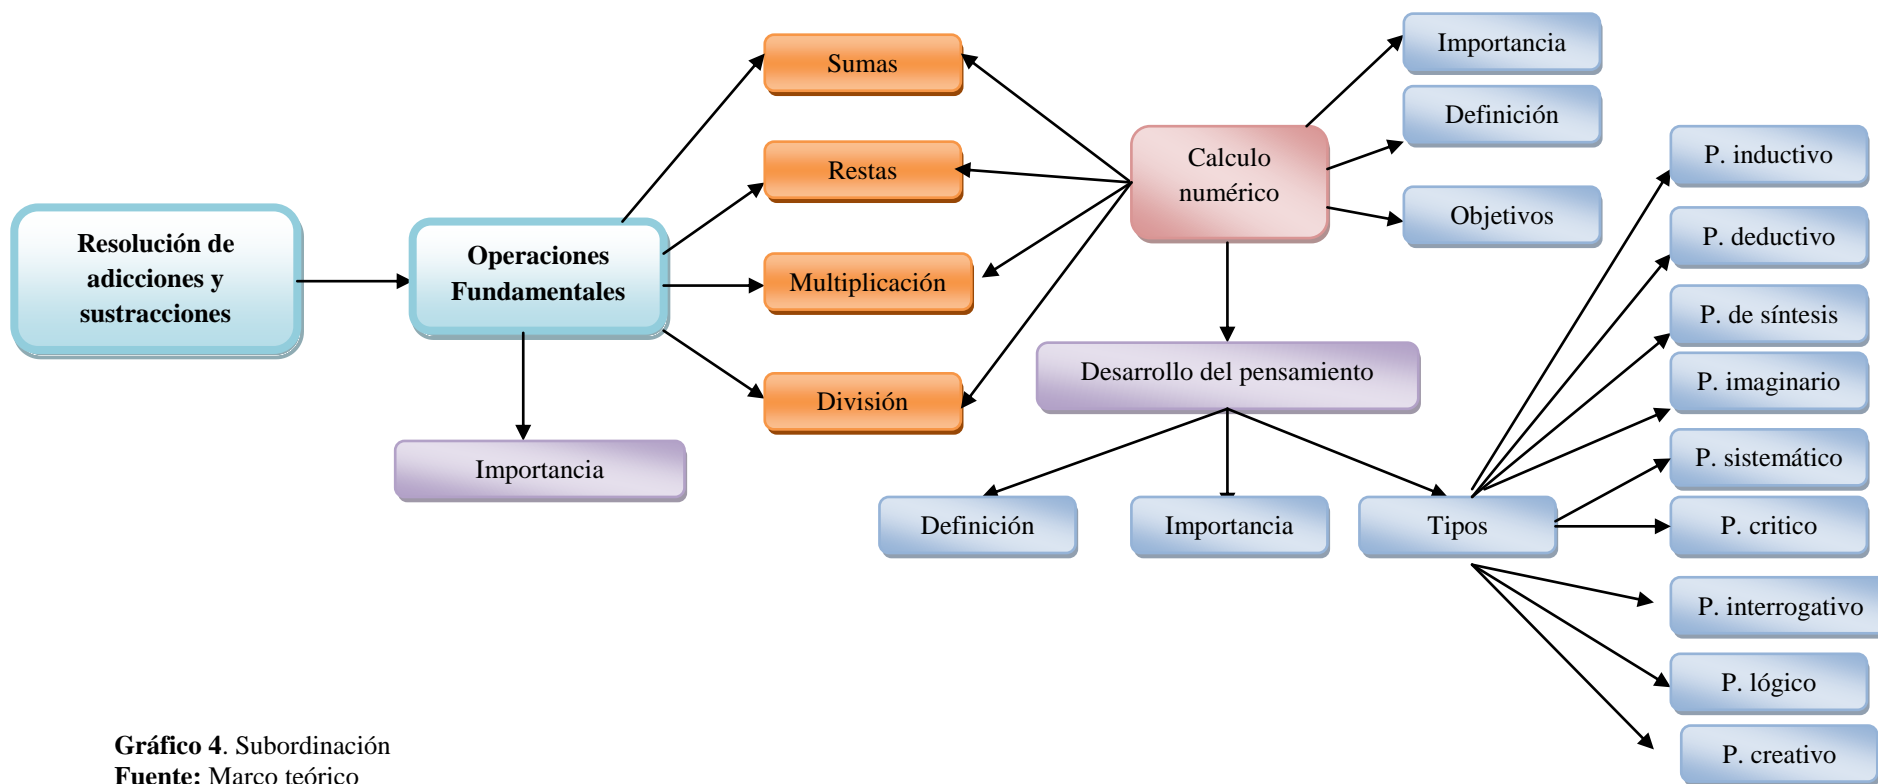 Resolución de
adicciones y
sustracciones
Operaciones
Fundamentales
Importancia
Sumas
Restas
Multiplicación
División
Calculo
numérico
Importancia
Definición
Objetivos
Desarrollo del pensamiento
Definición
Importancia
Tipos
P. inductivo
P. deductivo
P. de síntesis
P. imaginario
P. sistemático
P. critico
P. interrogativo
P. lógico
P. creativo
Gráfico 4. Subordinación
Fuente: Marco teórico